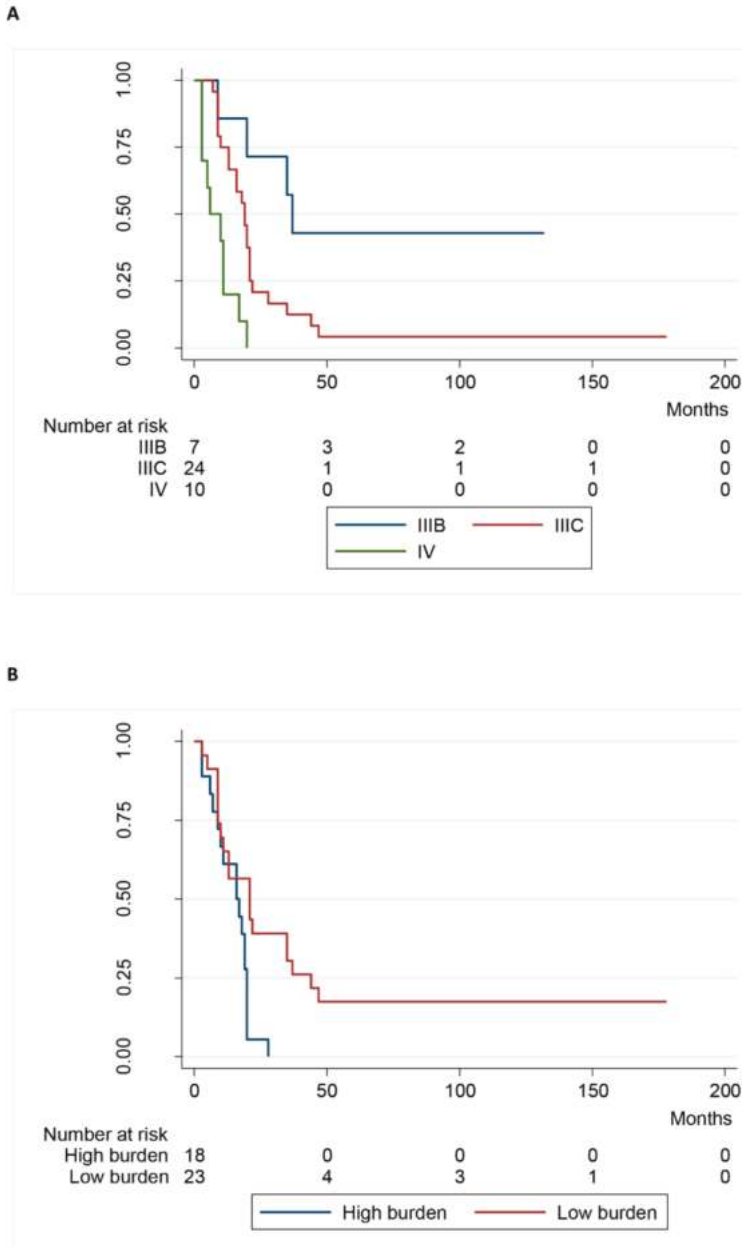 A
1.00
0.75
0.50
0.25
0.00
0 50 100 150 200
Months
Number at risk
IIIB 7 3 2 0 0
IIIC 24 1 1 1 0
IV 10 0 0 0 0
IIIB IIIC
IV
B
1.00
0.75
0.50
0.25
0.00
0 50 100 150 200
Months
Number at risk
High burden 18 0 0 0 0
Low burden 23 4 3 1 0
High burden Low burden